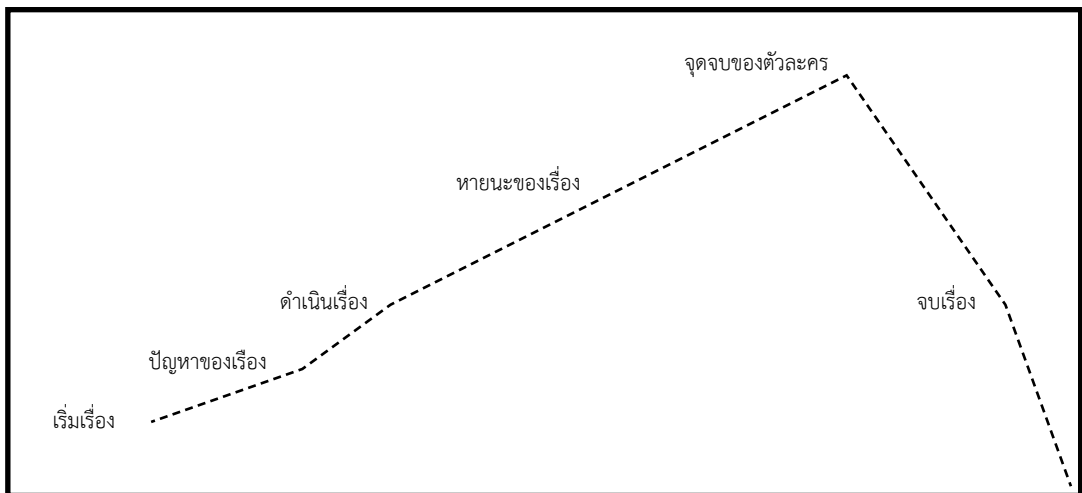 จุดจบของตัวละคร
หายนะของเรื่อง
ดำเนินเรื่อง
จบเรื่อง
ปัญหาของเรือง
เริ่มเรื่อง